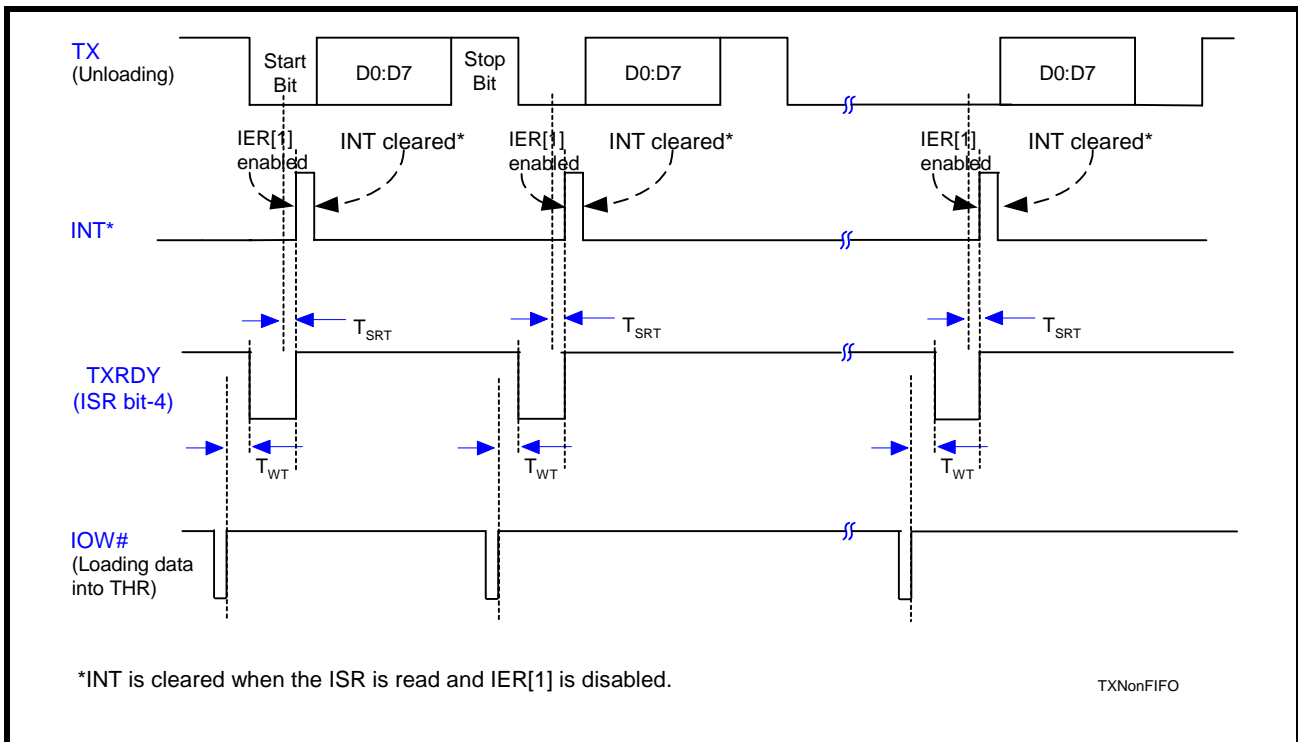 TX
(Unloading)
Start
Bit
D0:D7
Stop
Bit
D0:D7
D0:D7
IER[1]
enabled
INT cleared*
IER[1]
enabled
INT cleared*
IER[1]
enabled
INT cleared*
INT*
TSRT
TSRT
TSRT
TXRDY
(ISR bit-4)
TWT
TWT
TWT
IOW#
(Loading data
into THR)
*INT is cleared when the ISR is read and IER[1] is disabled.
TXNonFIFO